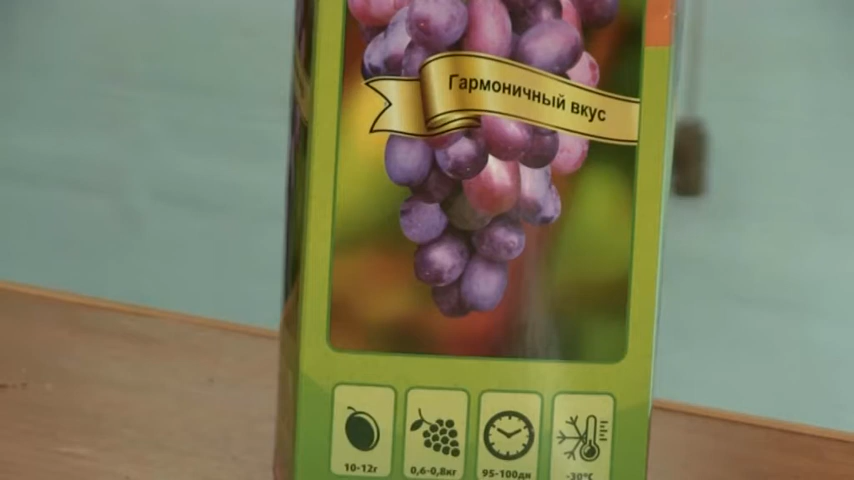 Гармоничный вкус
10-12г
0,6-0,8кг
95-100дн
-30°C